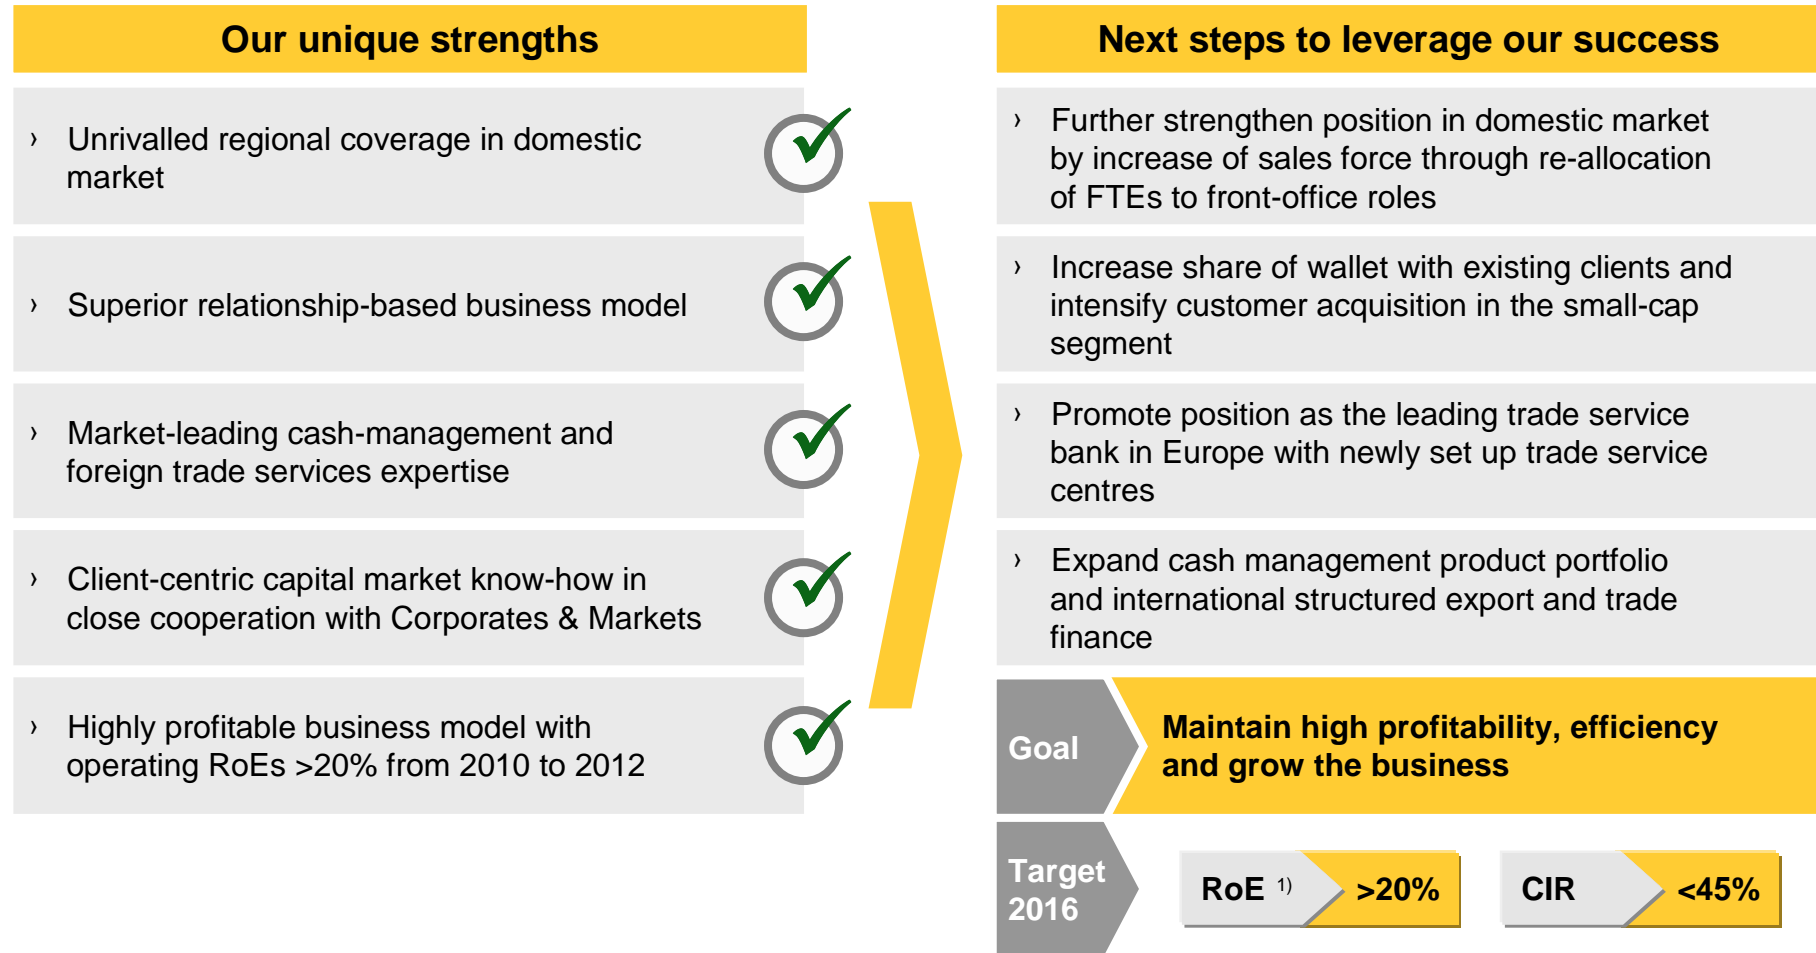 Our unique strengths
› Unrivalled regional coverage in domestic
market
› Superior relationship-based business model
› Market-leading cash-management and
foreign trade services expertise
› Client-centric capital market know-how in
close cooperation with Corporates & Markets
› Highly profitable business model with
operating RoEs >20% from 2010 to 2012
Next steps to leverage our success
› Further strengthen position in domestic market
by increase of sales force through re-allocation
of FTEs to front-office roles
› Increase share of wallet with existing clients and
intensify customer acquisition in the small-cap
segment
› Promote position as the leading trade service
bank in Europe with newly set up trade service
centres
› Expand cash management product portfolio
and international structured export and trade
finance
Goal
Maintain high profitability, efficiency
and grow the business
Target
2016
RoE 1) >20%
CIR <45%